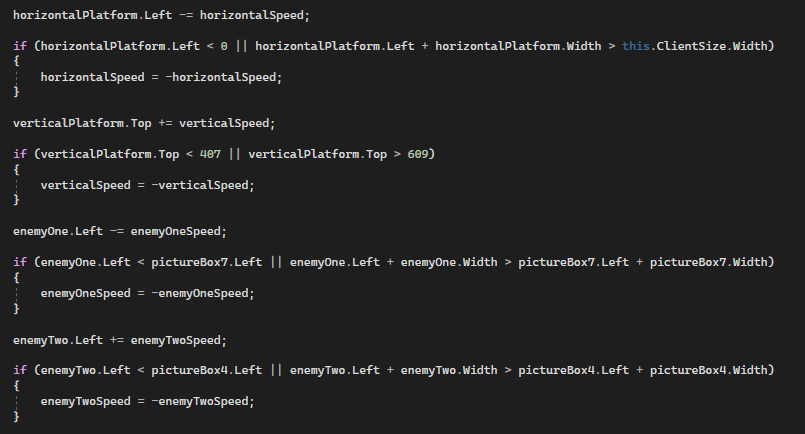 horizontalPlatform.Left -= horizontalSpeed;
if (horizontalPlatform.Left < 0 || horizontalPlatform.Left + horizontalPlatform.Width > this.ClientSize.Width)
{
horizontalSpeed = -horizontalSpeed;
}
verticalPlatform.Top += verticalSpeed;
if (verticalPlatform.Top < 407 || verticalPlatform.Top > 609)
{
verticalSpeed = -verticalSpeed;
}
enemyOne.Left -= enemyOneSpeed;
if (enemyOne.Left < pictureBox7.Left || enemyOne.Left + enemyOne.Width > pictureBox7.Left + pictureBox7.Width)
{
enemyOneSpeed = -enemyOneSpeed;
}
enemyTwo.Left += enemyTwoSpeed;
if (enemyTwo.Left < pictureBox4.Left || enemyTwo.Left + enemyTwo.Width > pictureBox4.Left + pictureBox4.Width)
{
enemyTwoSpeed = -enemyTwoSpeed;
}